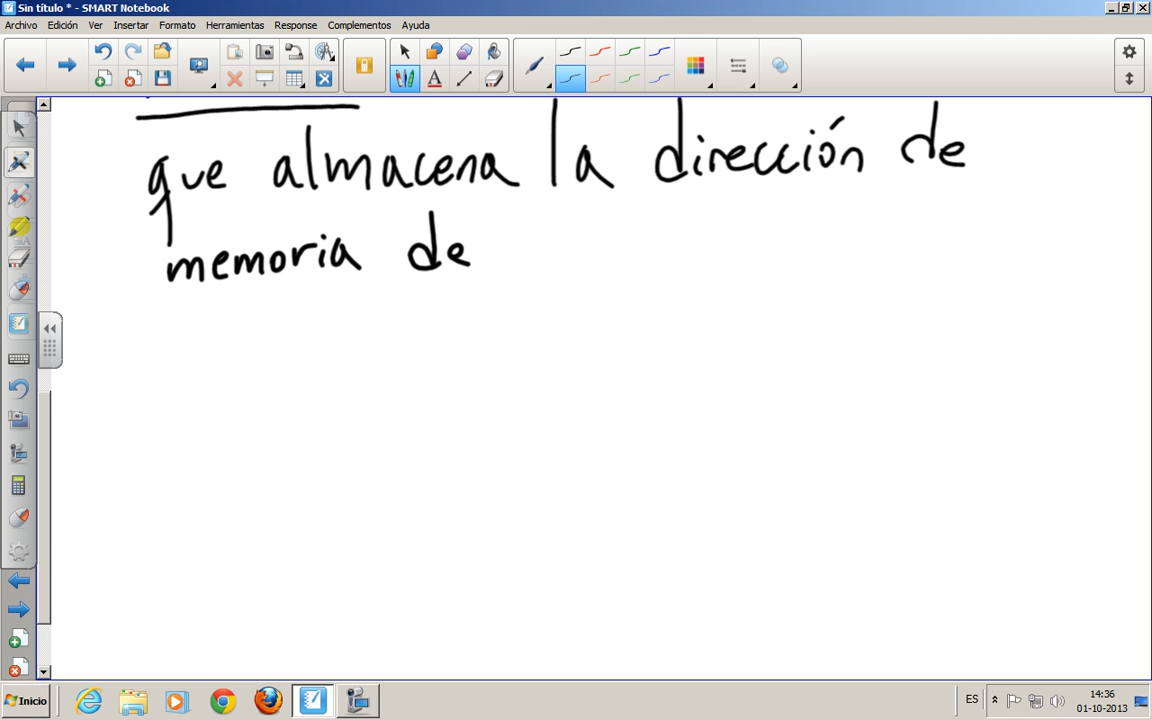 Sin título * - SMART Notebook
Archivo Edición Ver Insertar Formato Herramientas Response Complementos Ayuda
que almacena la dirección de
memoria de
Inicio
ES
14:36
01-10-2013